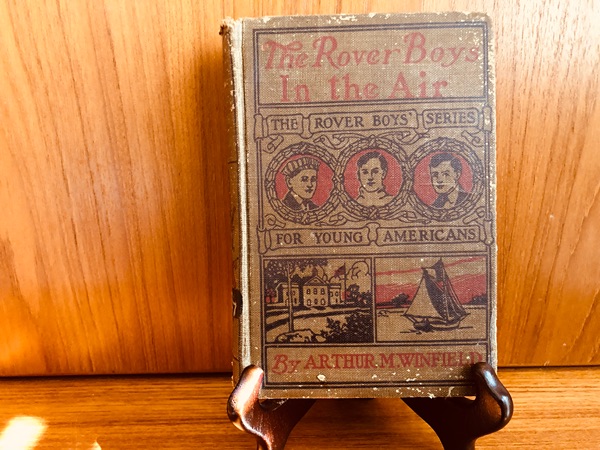 The Rover Boys
In the Air
THE ROVER BOYS' SERIES
FOR YOUNG AMERICANS
By ARTHUR M. WINFIELD